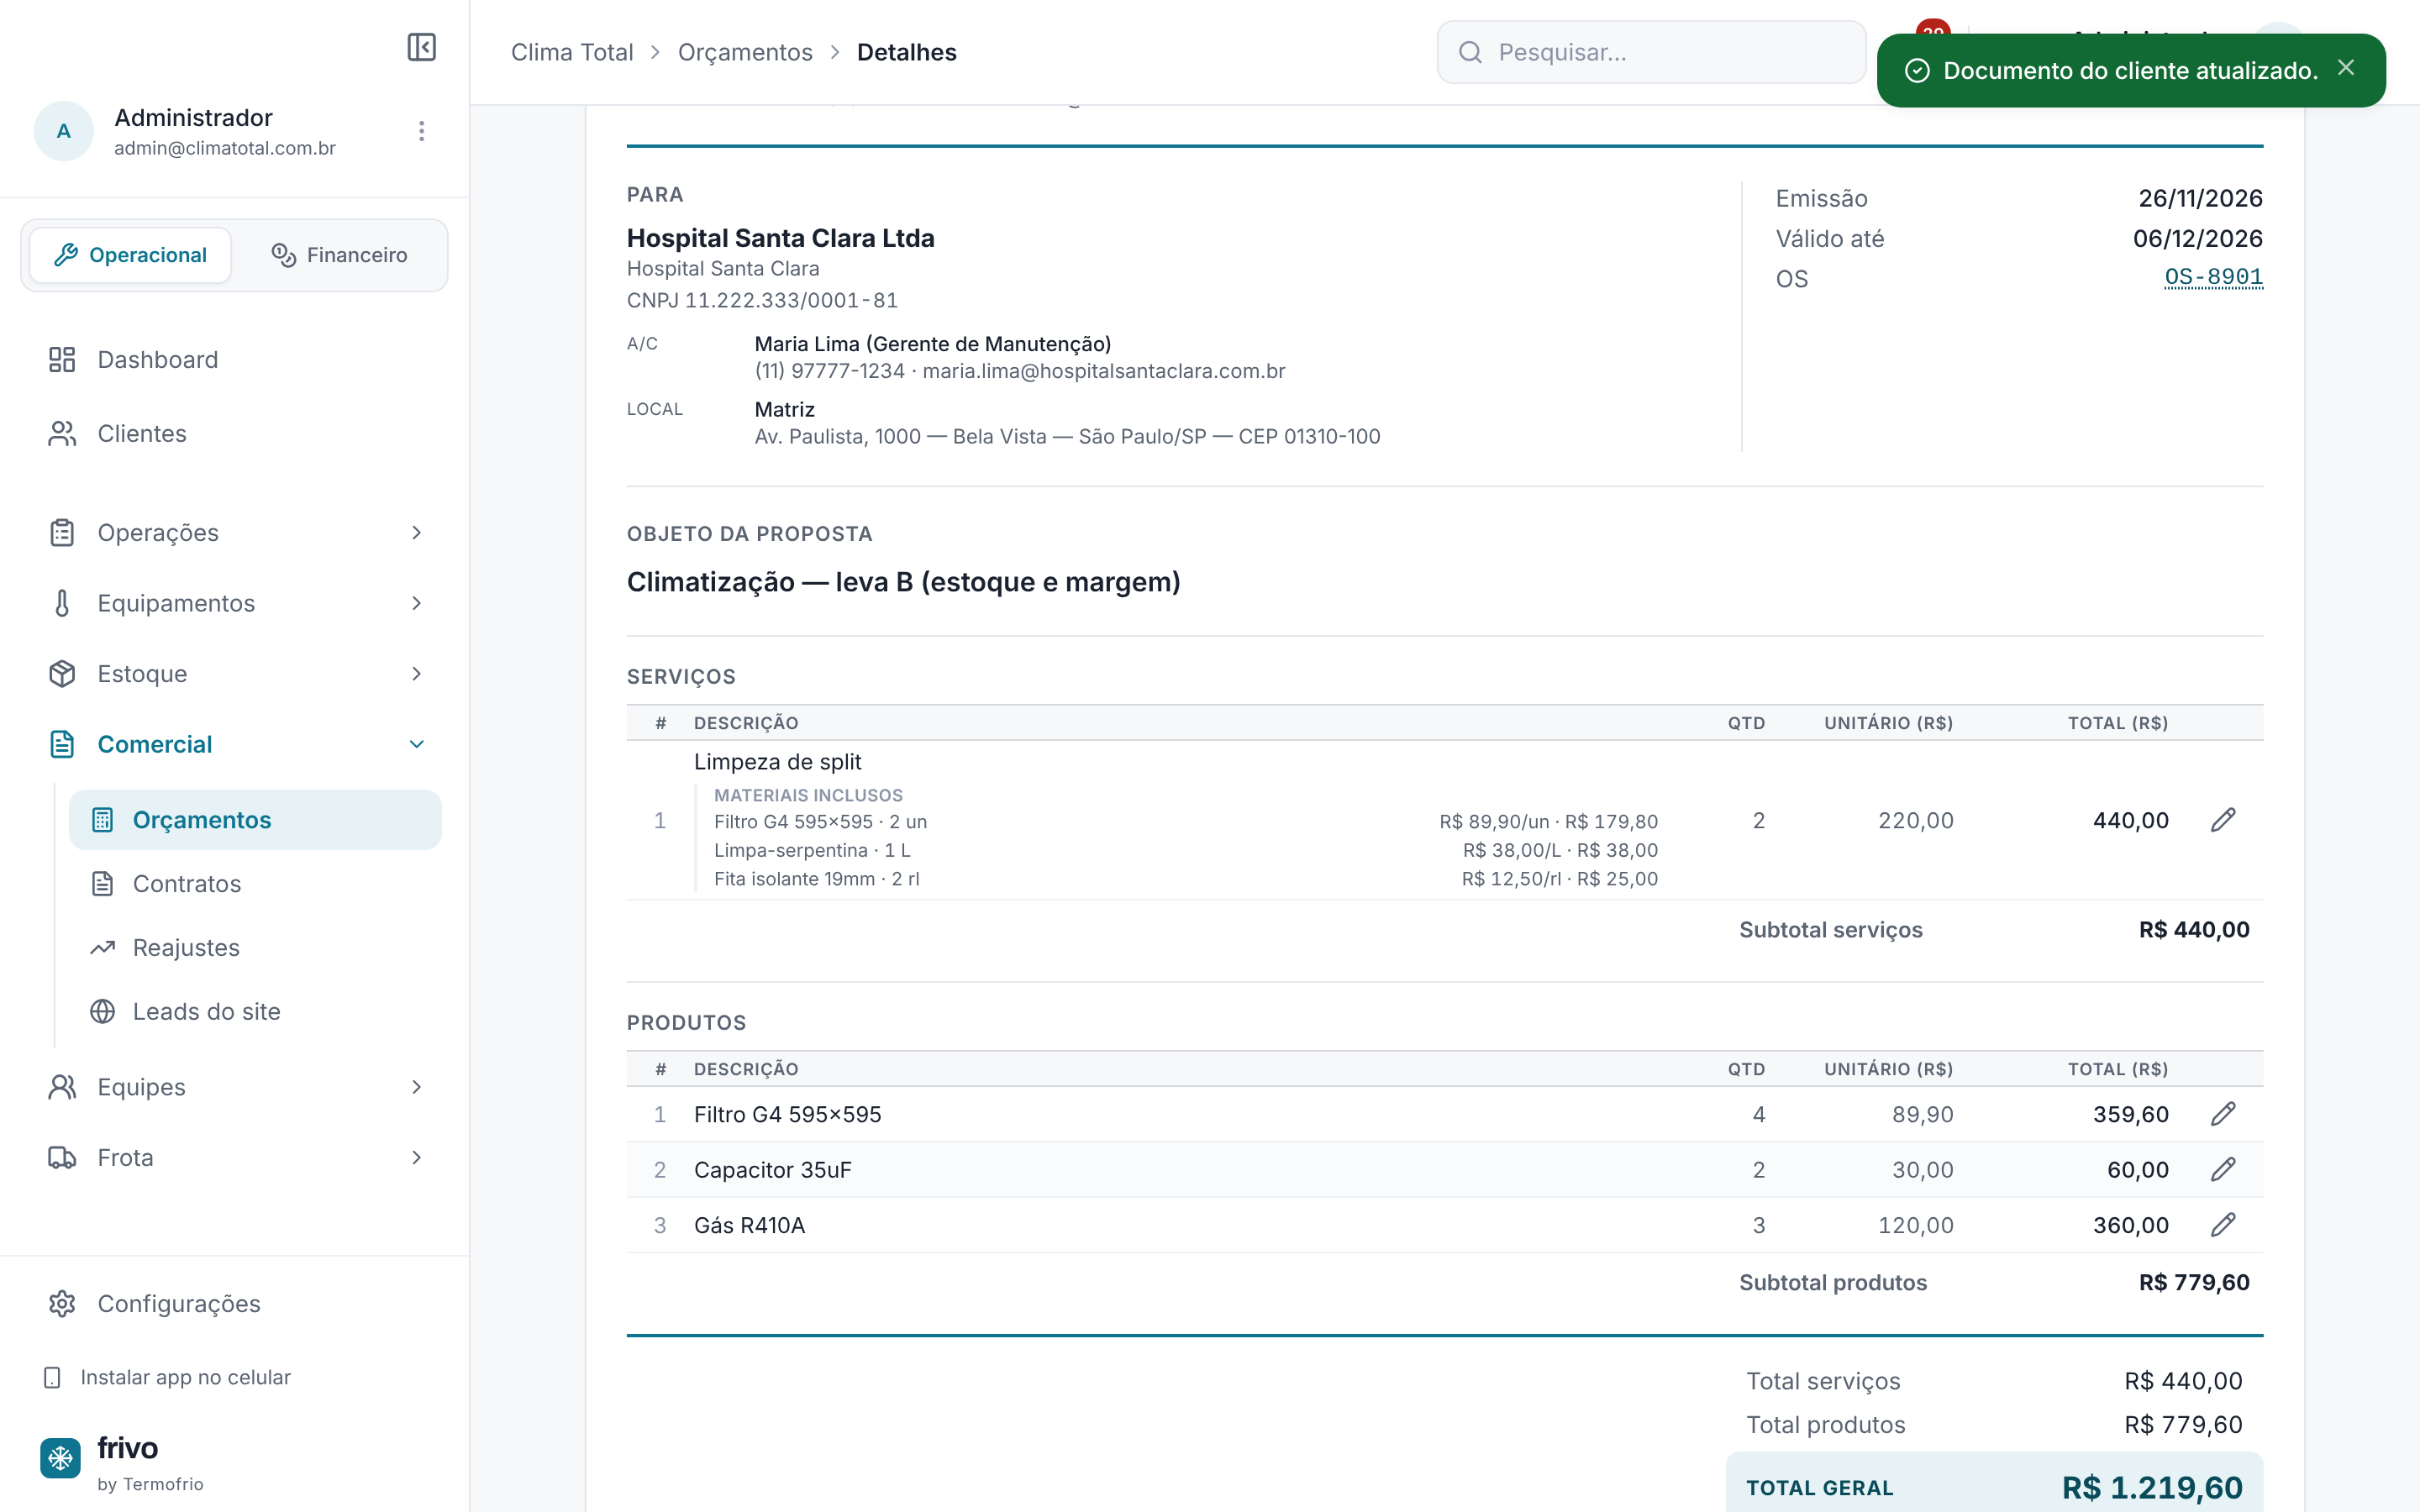 Clima Total > Orçamentos > Detalhes
Pesquisar...
Documento do cliente atualizado.
A
Administrador
admin@climatotal.com.br
Operacional
Financeiro
Dashboard
Clientes
Operações
Equipamentos
Estoque
Comercial
Orçamentos
Contratos
Reajustes
Leads do site
Equipes
Frota
Configurações
Instalar app no celular
frivo
by Termofrio
PARA
Hospital Santa Clara Ltda
Hospital Santa Clara
CNPJ 11.222.333/0001-81
A/C Maria Lima (Gerente de Manutenção)
(11) 97777-1234 · maria.lima@hospitalsantaclara.com.br
LOCAL Matriz
Av. Paulista, 1000 — Bela Vista — São Paulo/SP — CEP 01310-100
Emissão 26/11/2026
Válido até 06/12/2026
OS OS-8901
OBJETO DA PROPOSTA
Climatização — leva B (estoque e margem)
SERVIÇOS
# DESCRIÇÃO QTD UNITÁRIO (R$) TOTAL (R$)
1 Limpeza de split 2 220,00 440,00
MATERIAIS INCLUSOS
Filtro G4 595×595 · 2 un R$ 89,90/un · R$ 179,80
Limpa-serpentina · 1 L R$ 38,00/L · R$ 38,00
Fita isolante 19mm · 2 rl R$ 12,50/rl · R$ 25,00
Subtotal serviços R$ 440,00
PRODUTOS
# DESCRIÇÃO QTD UNITÁRIO (R$) TOTAL (R$)
1 Filtro G4 595×595 4 89,90 359,60
2 Capacitor 35uF 2 30,00 60,00
3 Gás R410A 3 120,00 360,00
Subtotal produtos R$ 779,60
Total serviços R$ 440,00
Total produtos R$ 779,60
TOTAL GERAL R$ 1.219,60